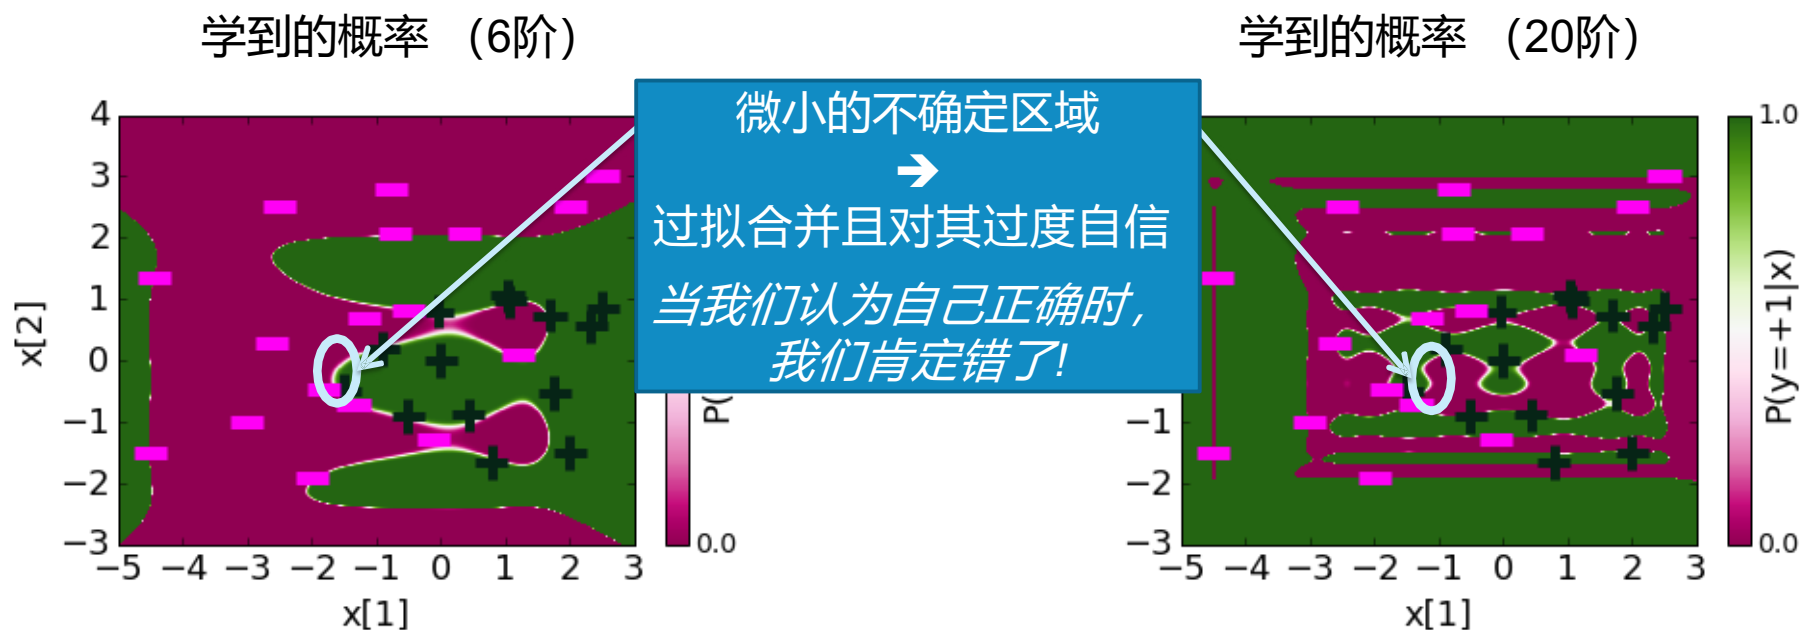 学到的概率 （6阶）
学到的概率 （20阶）
微小的不确定区域
➔
过拟合并且对其过度自信
当我们认为自己正确时，
我们肯定错了!
4
3
2
1
0
−1
−2
−3
−5 −4 −3 −2 −1 0 1 2 3
x[1]
x[2]
P(
0.0
−1
−2
−3
−5 −4 −3 −2 −1 0 1 2 3
x[1]
1.0
0.0
P(y=+1|x)